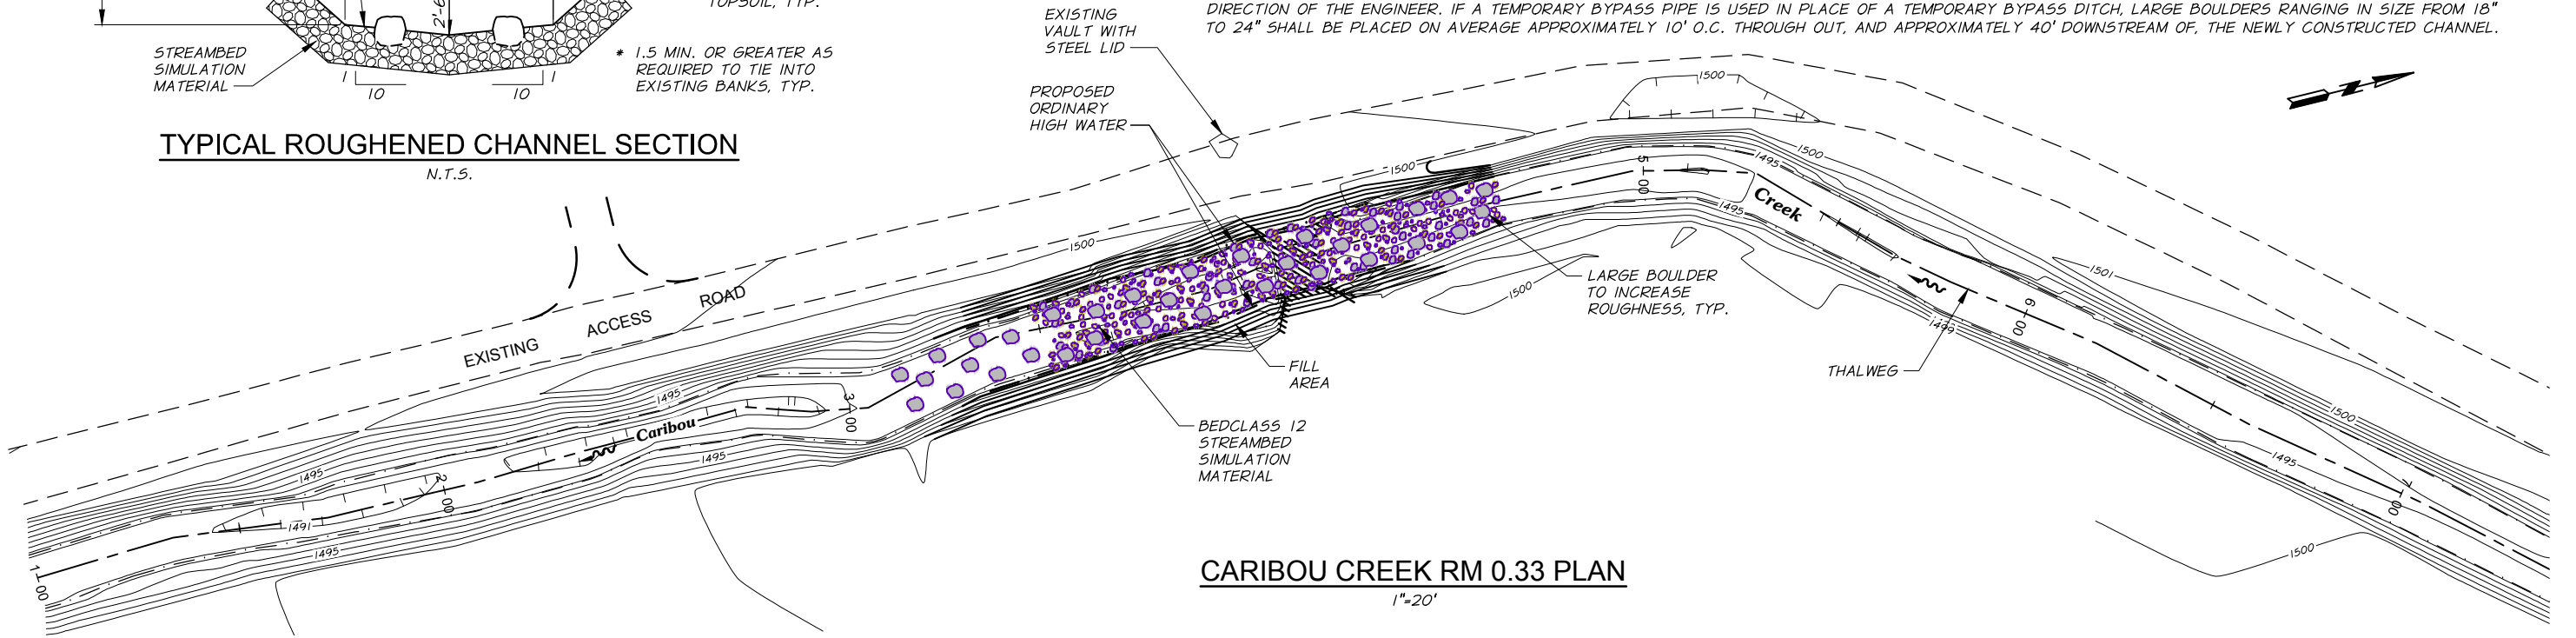 TOPSOIL, TYP.
2'-6
STREAMBED
SIMULATION
MATERIAL
1
10
10
1
* 1.5 MIN. OR GREATER AS
REQUIRED TO TIE INTO
EXISTING BANKS, TYP.
TYPICAL ROUGHENED CHANNEL SECTION
N.T.S.
DIRECTION OF THE ENGINEER. IF A TEMPORARY BYPASS PIPE IS USED IN PLACE OF A TEMPORARY BYPASS DITCH, LARGE BOULDERS RANGING IN SIZE FROM 18"
TO 24" SHALL BE PLACED ON AVERAGE APPROXIMATELY 10' O.C. THROUGH OUT, AND APPROXIMATELY 40' DOWNSTREAM OF, THE NEWLY CONSTRUCTED CHANNEL.
EXISTING
VAULT WITH
STEEL LID
PROPOSED
ORDINARY
HIGH WATER
N
1500
1500
1500
1500
1495
1495
5+00
Creek
1501
6+00
1499
LARGE BOULDER
TO INCREASE
ROUGHNESS, TYP.
1500
THALWEG
1500
1495
7+00
1500
EXISTING ACCESS ROAD
FILL
AREA
BEDCLASS 12
STREAMBED
SIMULATION
MATERIAL
3+00
1495
Caribou
1495
1495
2+00
1491
1495
1+00
CARIBOU CREEK RM 0.33 PLAN
1"=20'